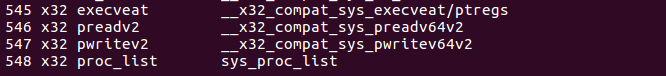 545 x32 execveat __x32_compat_sys_execveat/ptregs
546 x32 preadv2 __x32_compat_sys_preadv64v2
547 x32 pwritev2 __x32_compat_sys_pwritev64v2
548 x32 proc_list sys_proc_list